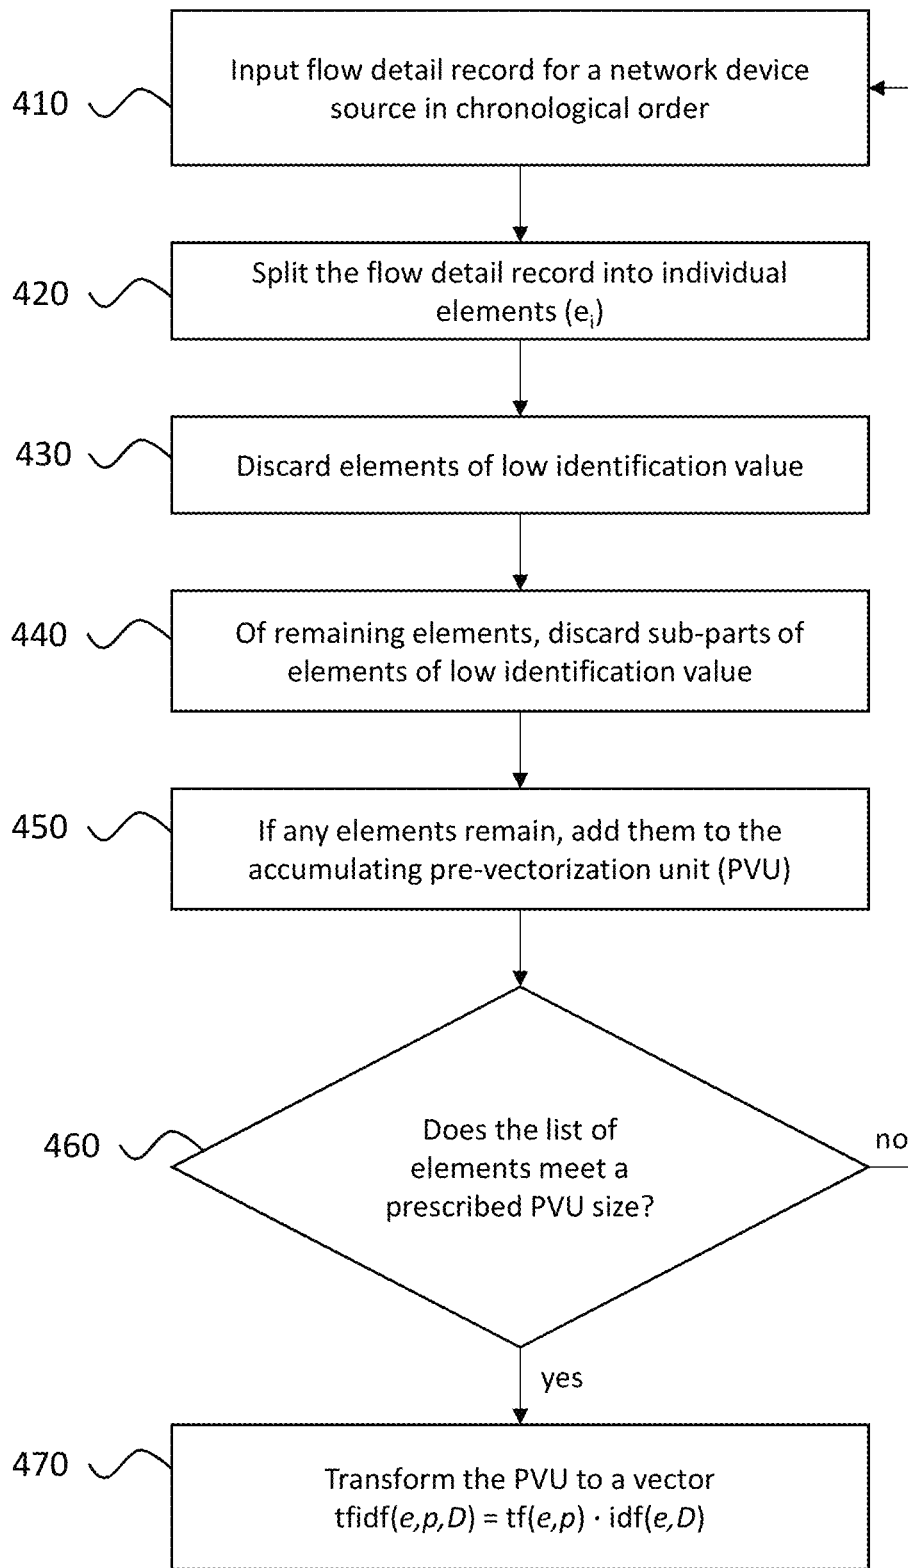 410
Input flow detail record for a network device
source in chronological order
420
Split the flow detail record into individual
elements (eᵢ)
430
Discard elements of low identification value
440
Of remaining elements, discard sub-parts of
elements of low identification value
450
If any elements remain, add them to the
accumulating pre-vectorization unit (PVU)
460
Does the list of
elements meet a
prescribed PVU size?
no
yes
470
Transform the PVU to a vector
tfidf(e,p,D) = tf(e,p) · idf(e,D)